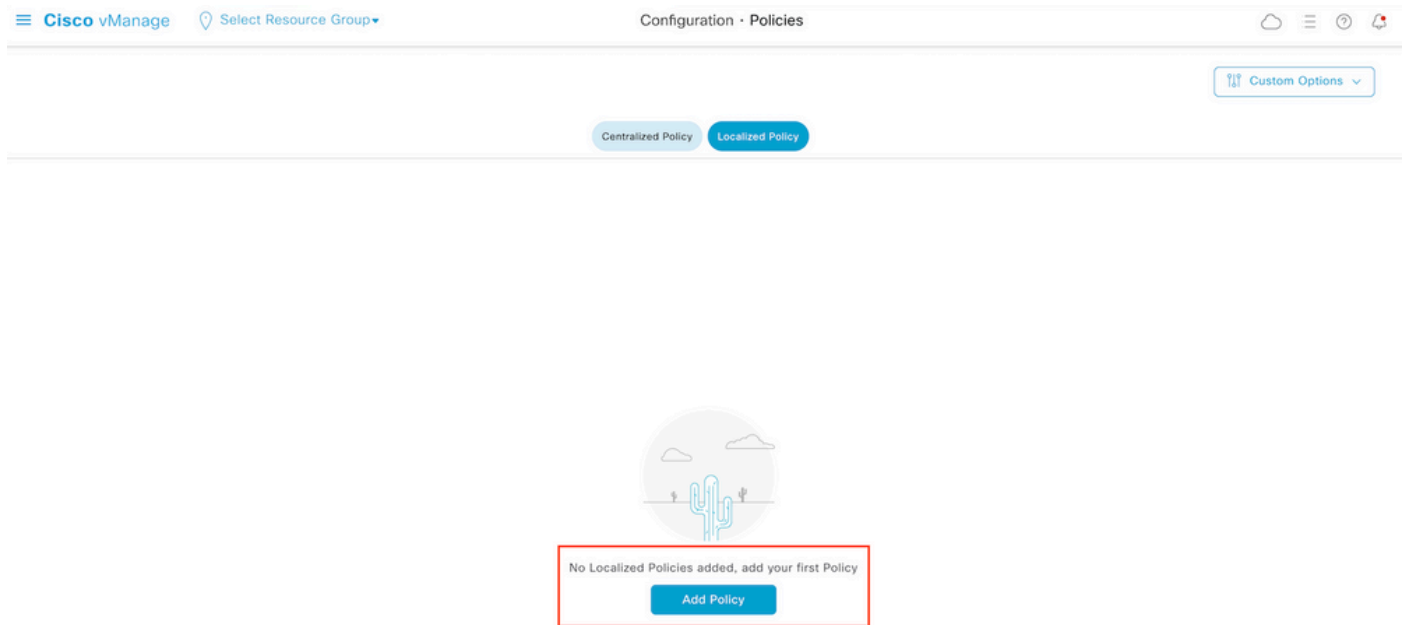 Cisco vManage
Select Resource Group
Configuration · Policies
Custom Options
Centralized Policy
Localized Policy
No Localized Policies added, add your first Policy
Add Policy